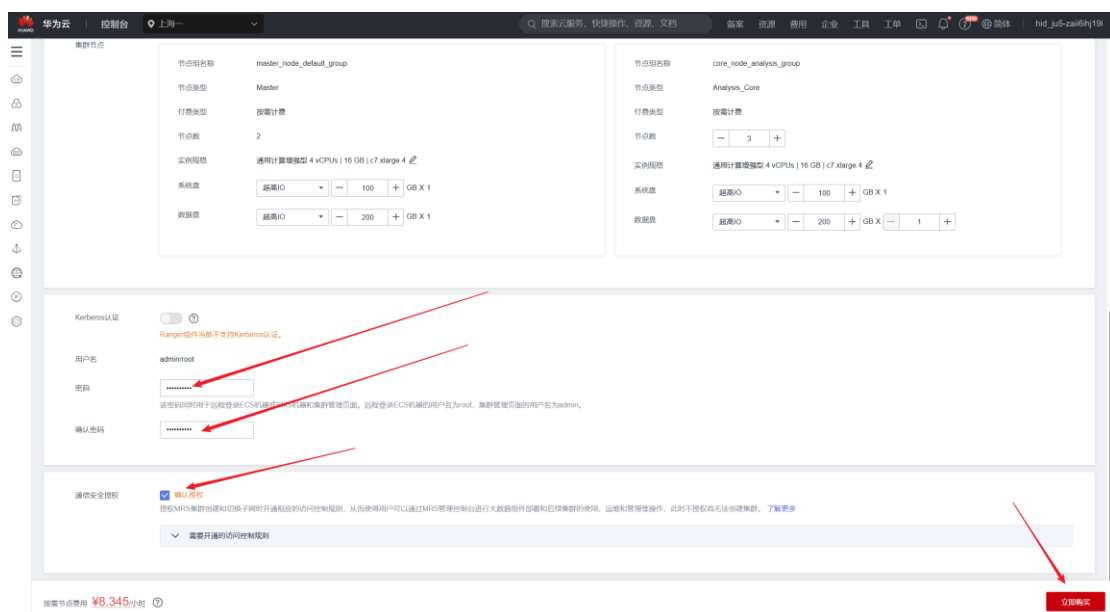 HUAWEI
华为云 | 控制台 上海一 搜索云服务、快捷操作、资源、文档 备案 资源 费用 企业 工具 工单 NEW 简体 hid_ju5-zaii6ihj19l
集群节点
节点组名称 master_node_default_group
节点类型 Master
付费类型 按需计费
节点数 2
实例规格 通用计算增强型 4 vCPUs | 16 GB | c7.xlarge.4
系统盘 超高IO — 100 + GB X 1
数据盘 超高IO — 200 + GB X 1
节点组名称 core_node_analysis_group
节点类型 Analysis_Core
付费类型 按需计费
节点数 — 3 +
实例规格 通用计算增强型 4 vCPUs | 16 GB | c7.xlarge.4
系统盘 超高IO — 100 + GB X 1
数据盘 超高IO — 200 + GB X — 1 +
Kerberos认证
Ranger组件当前不支持Kerberos认证。
用户名 admin/root
密码 ••••••••••
该密码同时用于远程登录ECS机器 机器和集群管理页面。远程登录ECS机器的用户名为root，集群管理页面的用户名为admin。
确认密码 ••••••••••
通信安全授权 确认授权
授权MRS集群创建和切换子网时开通相应的访问控制规则，从而使得用户可以通过MRS管理控制台进行大数据组件部署和后续集群的使用、运维和管理等操作，此时不授权将无法创建集群。 了解更多
需要开通的访问控制规则
按需节点费用 ¥8.345/小时 立即购买